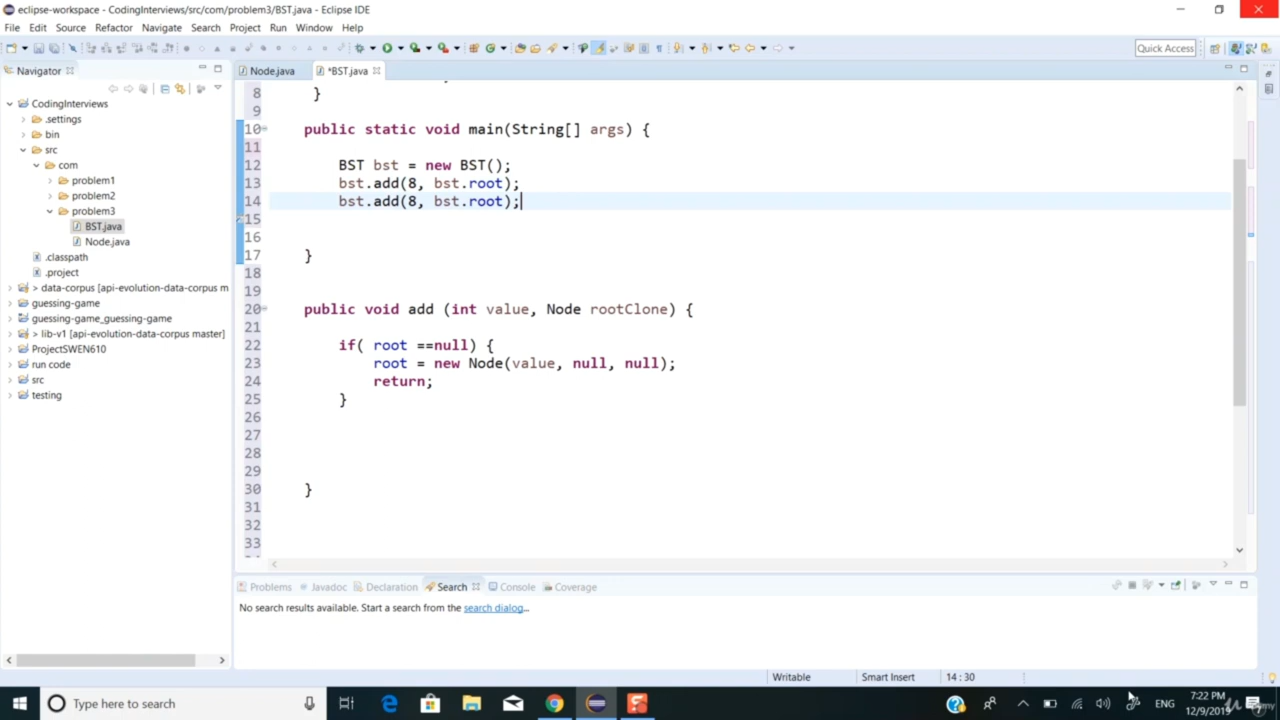 eclipse-workspace - CodingInterviews/src/com/problem3/BST.java - Eclipse IDE
File Edit Source Refactor Navigate Search Project Run Window Help
Quick Access
Navigator
Node.java
*BST.java
CodingInterviews
.settings
bin
src
com
problem1
problem2
problem3
BST.java
Node.java
.classpath
.project
> data-corpus [api-evolution-data-corpus m
guessing-game
guessing-game_guessing-game
> lib-v1 [api-evolution-data-corpus master]
ProjectSWEN610
run code
src
testing
8 }
9
10 public static void main(String[] args) {
11
12 BST bst = new BST();
13 bst.add(8, bst.root);
14 bst.add(8, bst.root);
15
16
17 }
18
19
20 public void add (int value, Node rootClone) {
21
22 if( root ==null) {
23 root = new Node(value, null, null);
24 return;
25 }
26
27
28
29
30 }
31
32
33
Problems Javadoc Declaration Search Console Coverage
No search results available. Start a search from the search dialog...
Writable Smart Insert 14 : 30
Type here to search
ENG
7:22 PM
12/9/2019